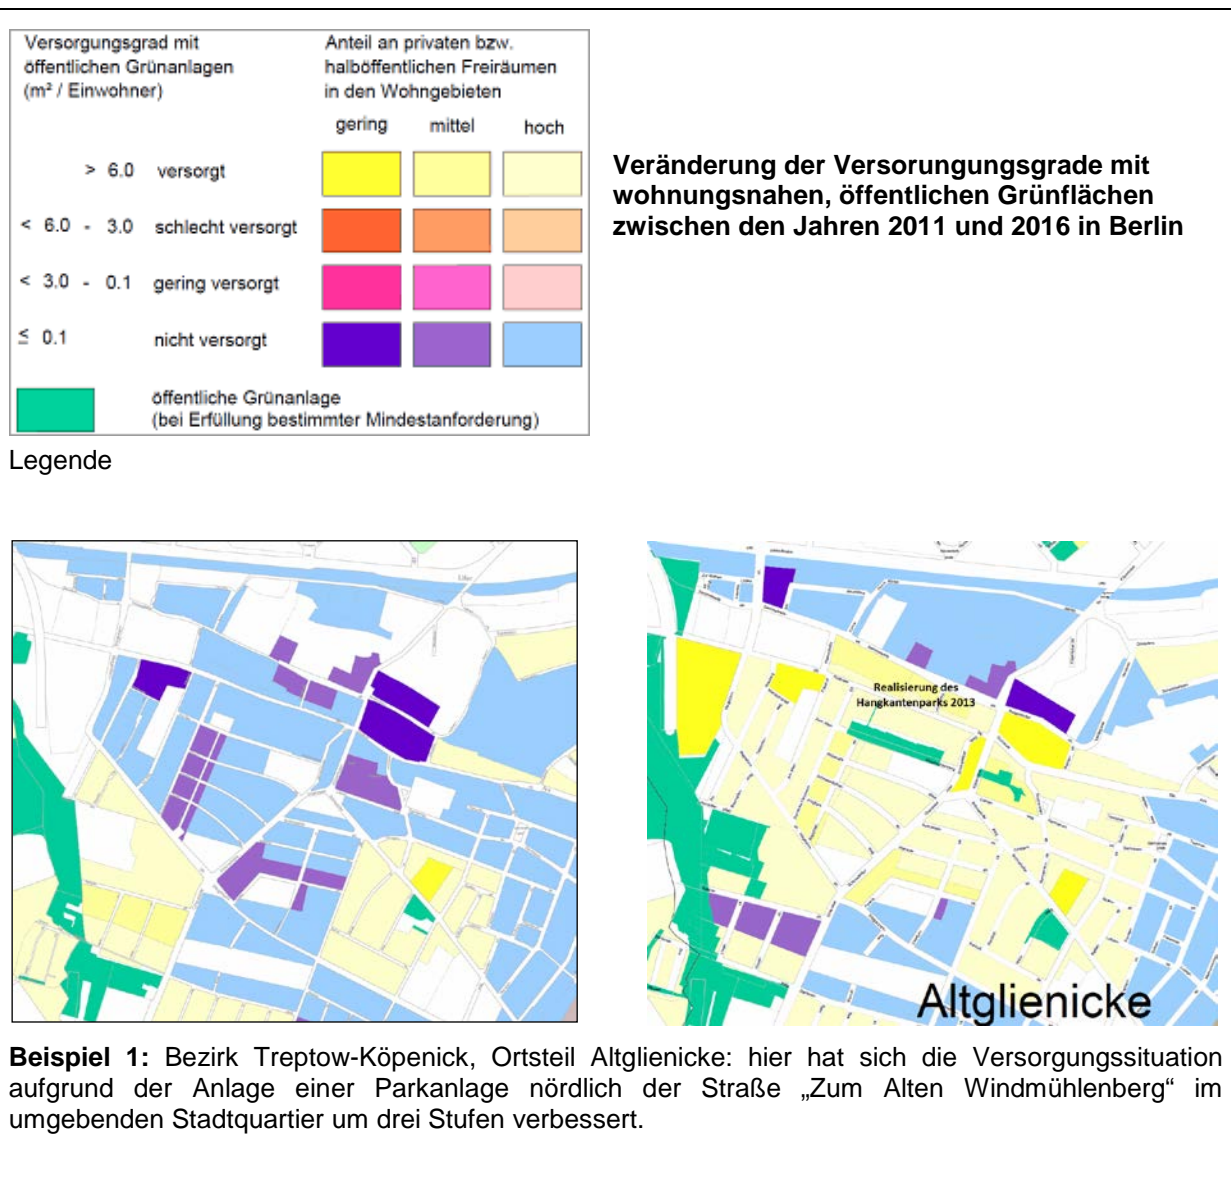 Versorgungsgrad mit
öffentlichen Grünanlagen
(m² / Einwohner)
Anteil an privaten bzw.
halböffentlichen Freiräumen
in den Wohngebieten
gering mittel hoch
> 6.0 versorgt
< 6.0 - 3.0 schlecht versorgt
< 3.0 - 0.1 gering versorgt
≤ 0.1 nicht versorgt
öffentliche Grünanlage
(bei Erfüllung bestimmter Mindestanforderung)
Legende
Veränderung der Versorungungsgrade mit
wohnungsnahen, öffentlichen Grünflächen
zwischen den Jahren 2011 und 2016 in Berlin
Realisierung des
Hangkantenparks 2013
Altglienicke
Beispiel 1: Bezirk Treptow-Köpenick, Ortsteil Altglienicke: hier hat sich die Versorgungssituation
aufgrund der Anlage einer Parkanlage nördlich der Straße „Zum Alten Windmühlenberg“ im
umgebenden Stadtquartier um drei Stufen verbessert.